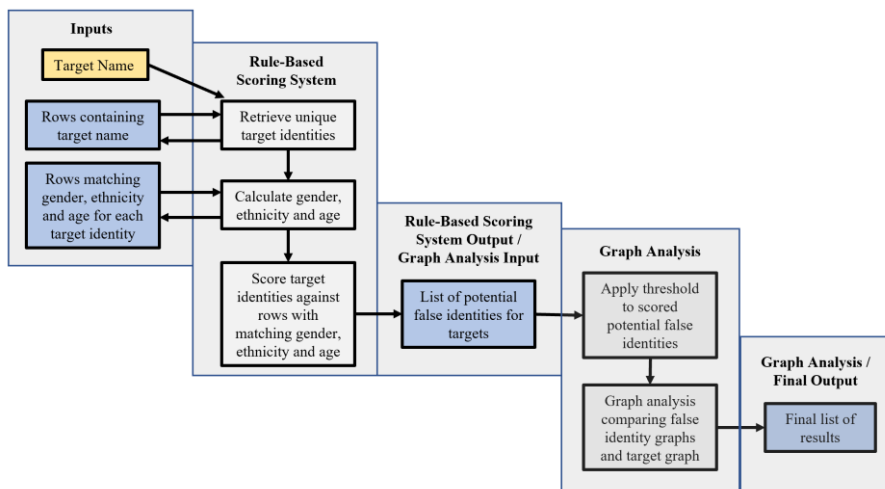 Inputs
Target Name
Rows containing
target name
Rows matching
gender, ethnicity
and age for each
target identity
Rule-Based
Scoring System
Retrieve unique
target identities
Calculate gender,
ethnicity and age
Score target
identities against
rows with
matching gender,
ethnicity and age
Rule-Based Scoring
System Output /
Graph Analysis Input
List of potential
false identities for
targets
Graph Analysis
Apply threshold
to scored
potential false
identities
Graph analysis
comparing false
identity graphs
and target graph
Graph Analysis /
Final Output
Final list of
results